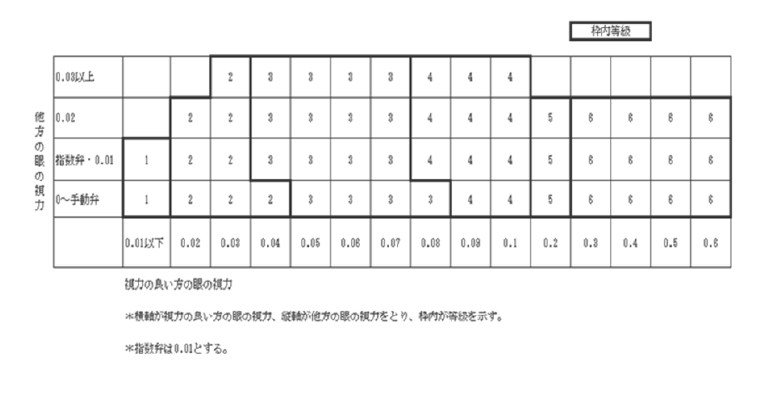 枠内等級
他方の眼の視力
0.03以上 2 3 3 3 3 4 4 4
0.02 2 2 3 3 3 3 4 4 4 5 6 6 6 6
指数弁・0.01 1 2 2 3 3 3 3 4 4 4 5 6 6 6 6
0～手動弁 1 2 2 2 3 3 3 3 4 4 5 6 6 6 6
0.01以下 0.02 0.03 0.04 0.05 0.06 0.07 0.08 0.09 0.1 0.2 0.3 0.4 0.5 0.6
視力の良い方の眼の視力
＊横軸が視力の良い方の眼の視力、縦軸が他方の眼の視力をとり、枠内が等級を示す。
＊指数弁は0.01とする。